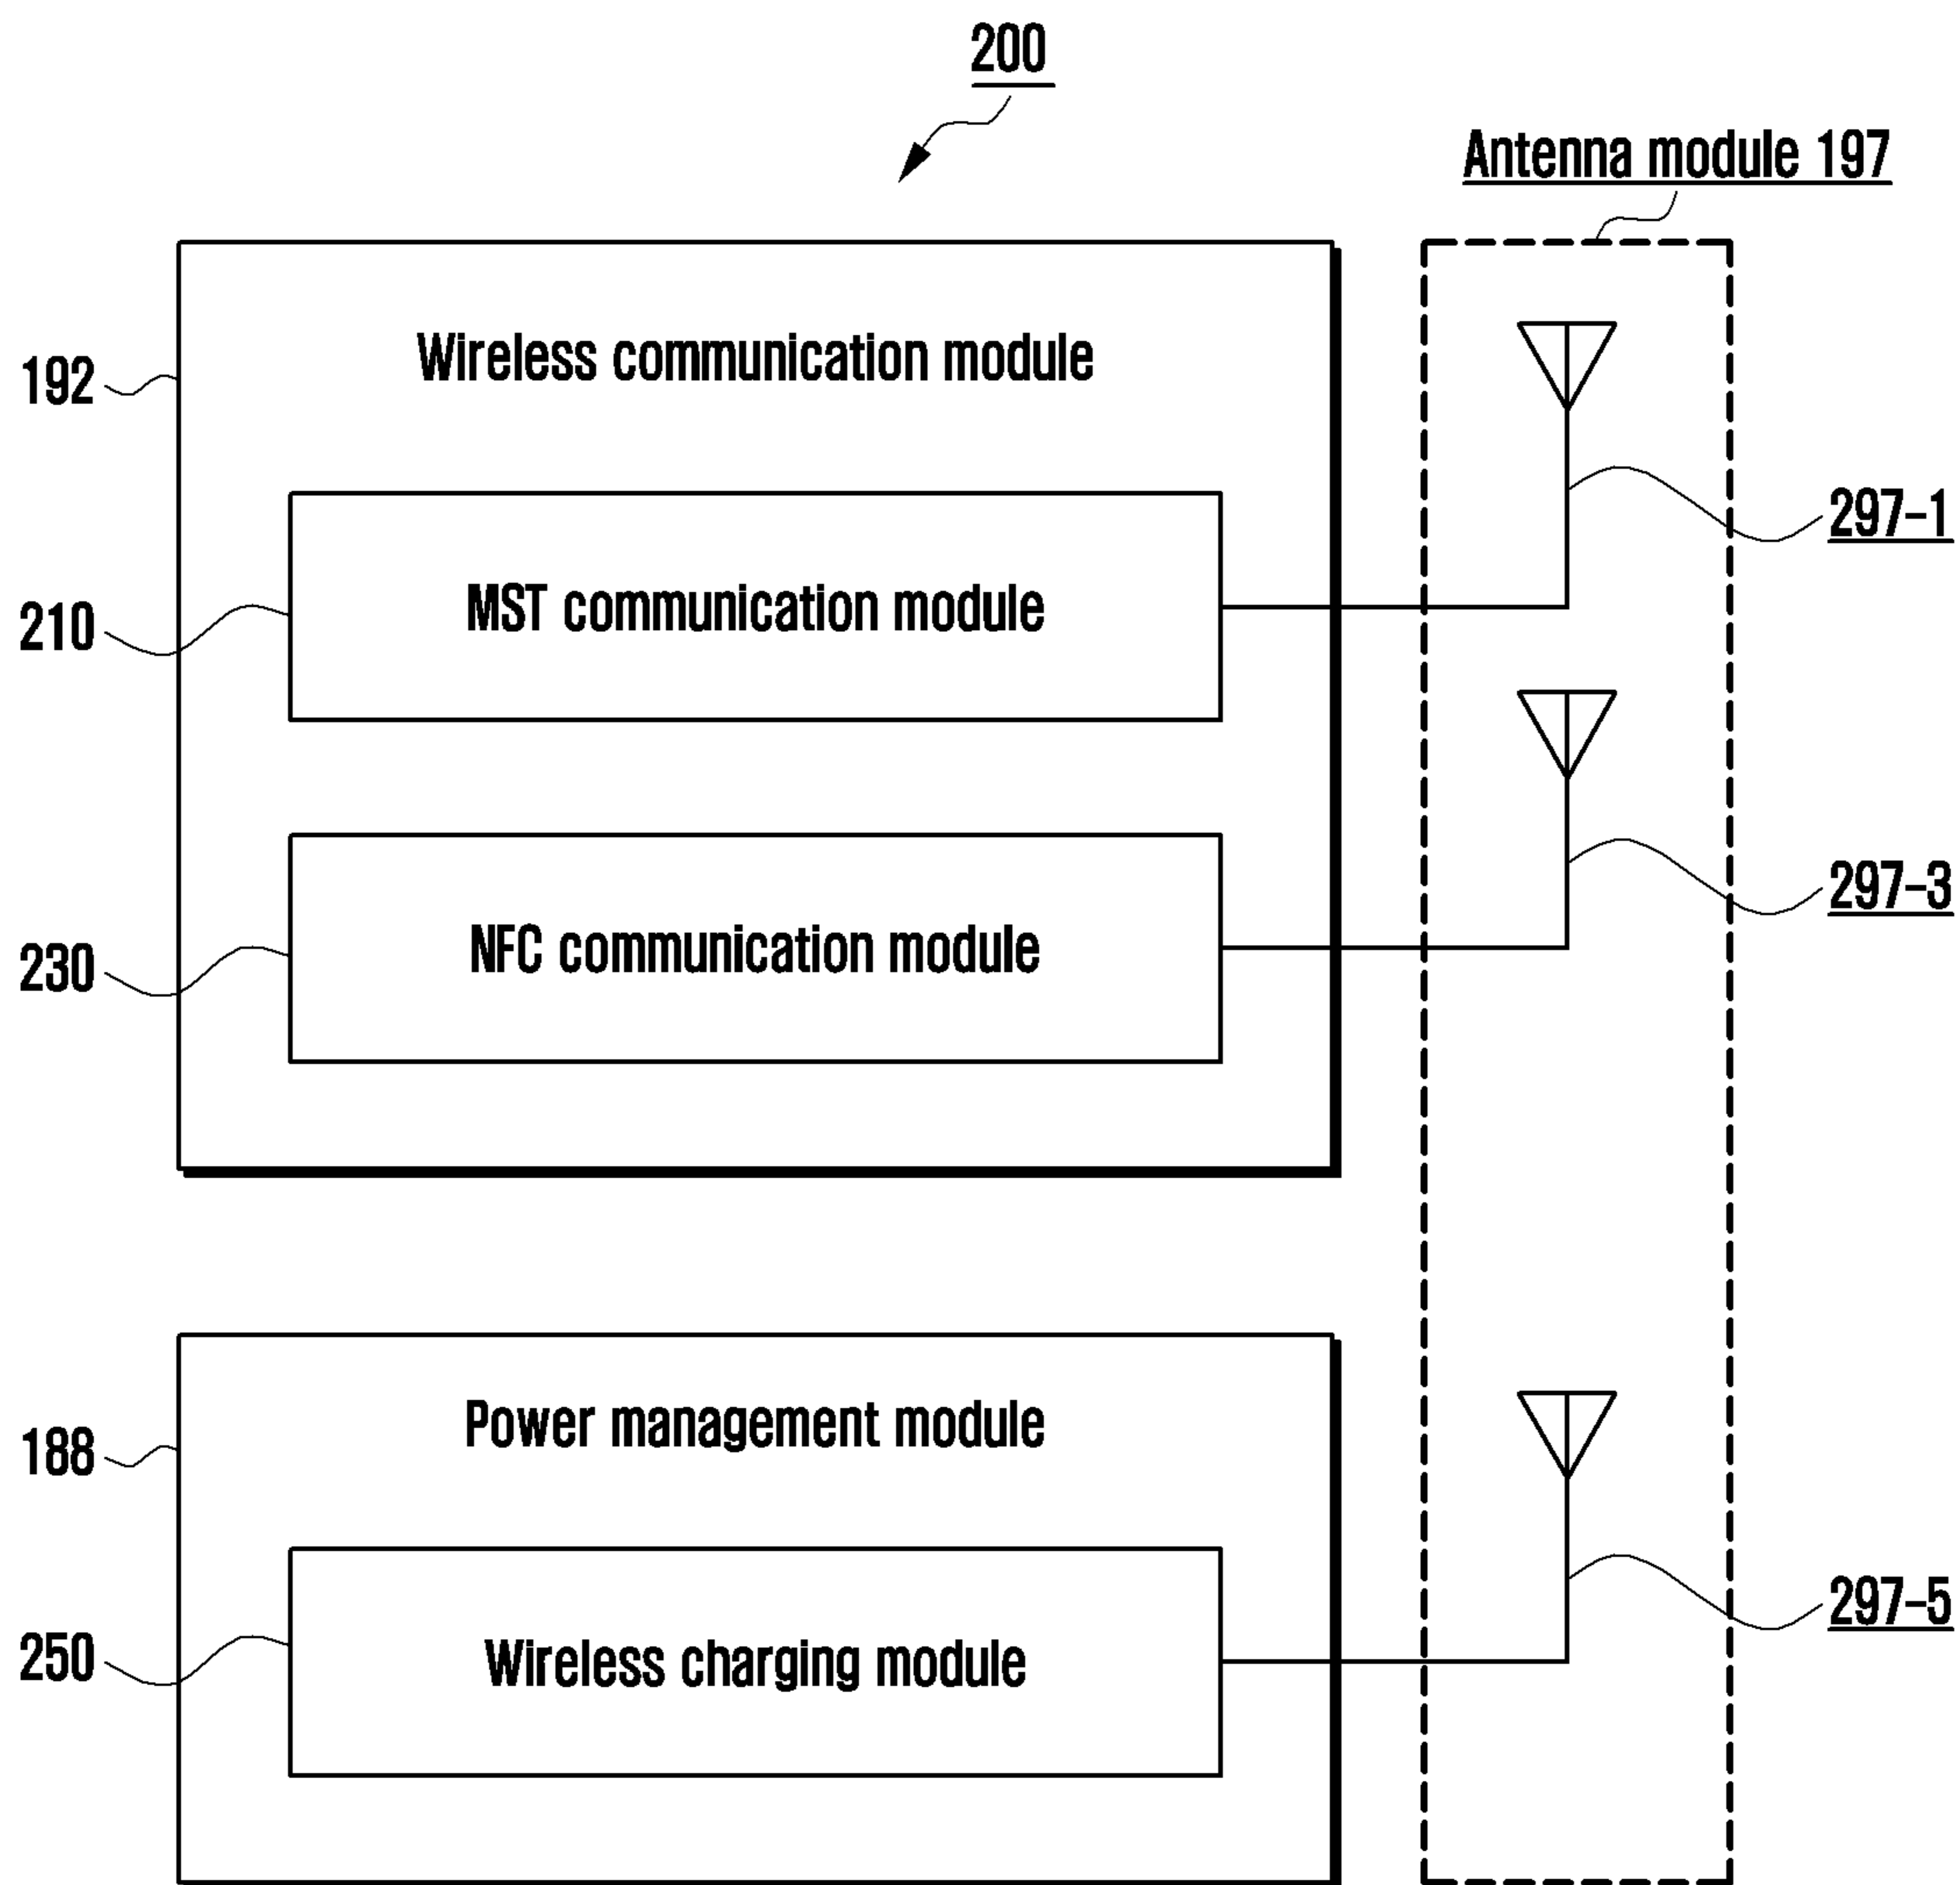 200
Antenna module 197
Wireless communication module
192
297-1
MST communication module
210
297-3
NFC communication module
230
Power management module
188
297-5
Wireless charging module
250